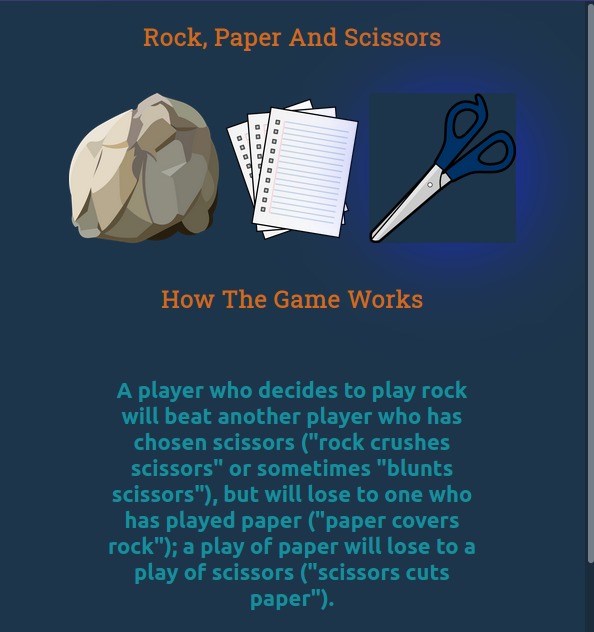 Rock, Paper And Scissors
How The Game Works
A player who decides to play rock
will beat another player who has
chosen scissors ("rock crushes
scissors" or sometimes "blunts
scissors"), but will lose to one who
has played paper ("paper covers
rock"); a play of paper will lose to a
play of scissors ("scissors cuts
paper").